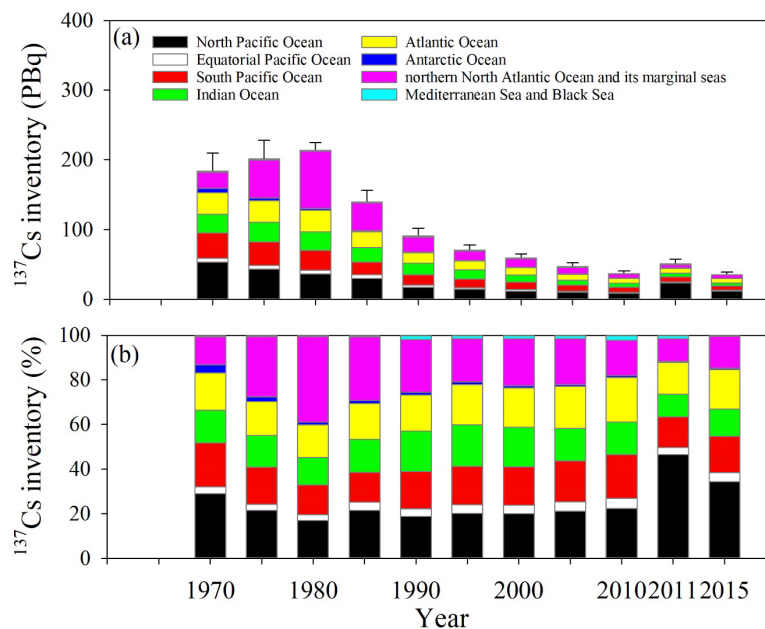 400
(a)
North Pacific Ocean
Atlantic Ocean
Equatorial Pacific Ocean
Antarctic Ocean
South Pacific Ocean
northern North Atlantic Ocean and its marginal seas
Indian Ocean
Mediterranean Sea and Black Sea
300
200
100
0
¹³⁷Cs inventory (PBq)
100
(b)
80
60
40
20
0
¹³⁷Cs inventory (%)
1970
1980
1990
2000
2010
2011
2015
Year